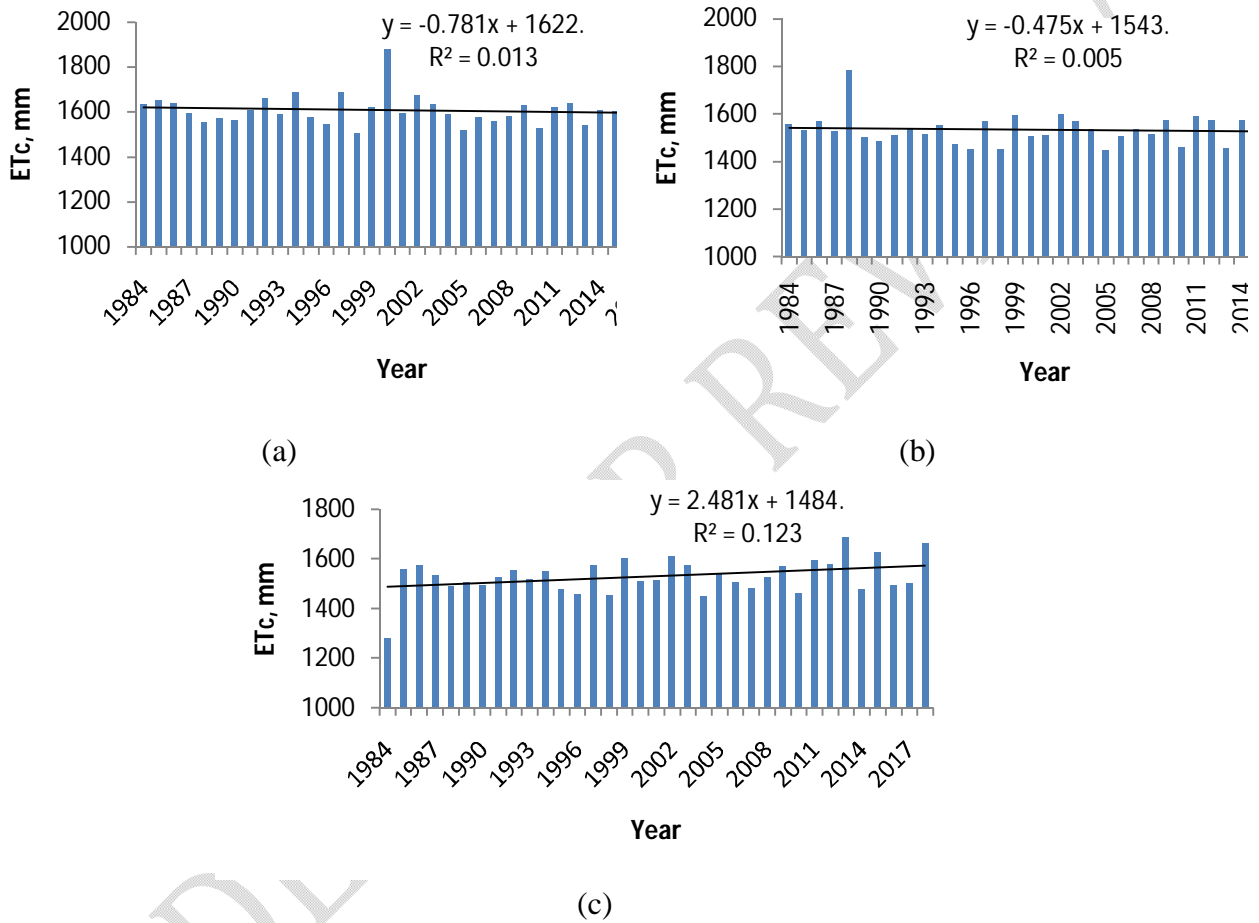 y = -0.781x + 1622.
R² = 0.013
2000
1800
1600
1400
1200
1000
ETc, mm
1984 1987 1990 1993 1996 1999 2002 2005 2008 2011 2014
Year
(a)
y = -0.475x + 1543.
R² = 0.005
2000
1800
1600
1400
1200
1000
ETc, mm
1984 1987 1990 1993 1996 1999 2002 2005 2008 2011 2014
Year
(b)
y = 2.481x + 1484.
R² = 0.123
1800
1600
1400
1200
1000
ETc, mm
1984 1987 1990 1993 1996 1999 2002 2005 2008 2011 2014 2017
Year
(c)